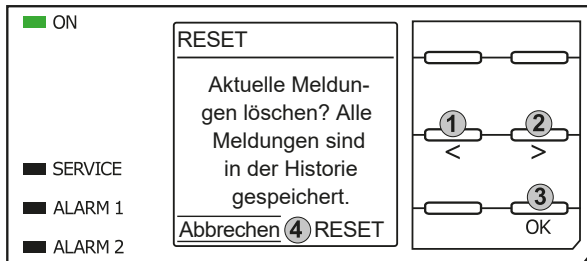 ON
RESET
Aktuelle Meldun-
gen löschen? Alle
Meldungen sind
in der Historie
gespeichert.
Abbrechen 4 RESET
SERVICE
ALARM 1
ALARM 2
1 2
< >
3
OK